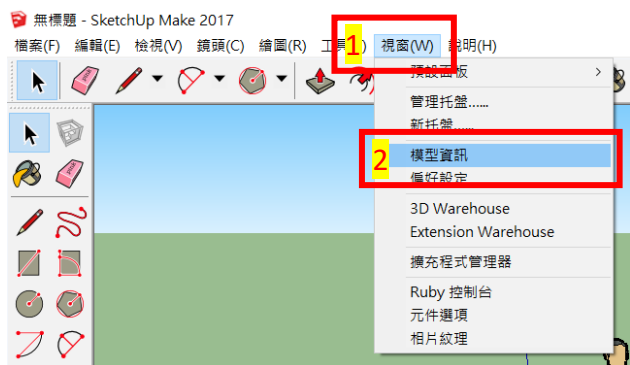 無標題 - SketchUp Make 2017
檔案(F) 編輯(E) 檢視(V) 鏡頭(C) 繪圖(R) 1 視窗(W) 說明(H)
預設面板
管理托盤......
新托盤......
2 模型資訊
偏好設定
3D Warehouse
Extension Warehouse
擴充程式管理器
Ruby 控制台
元件選項
相片紋理